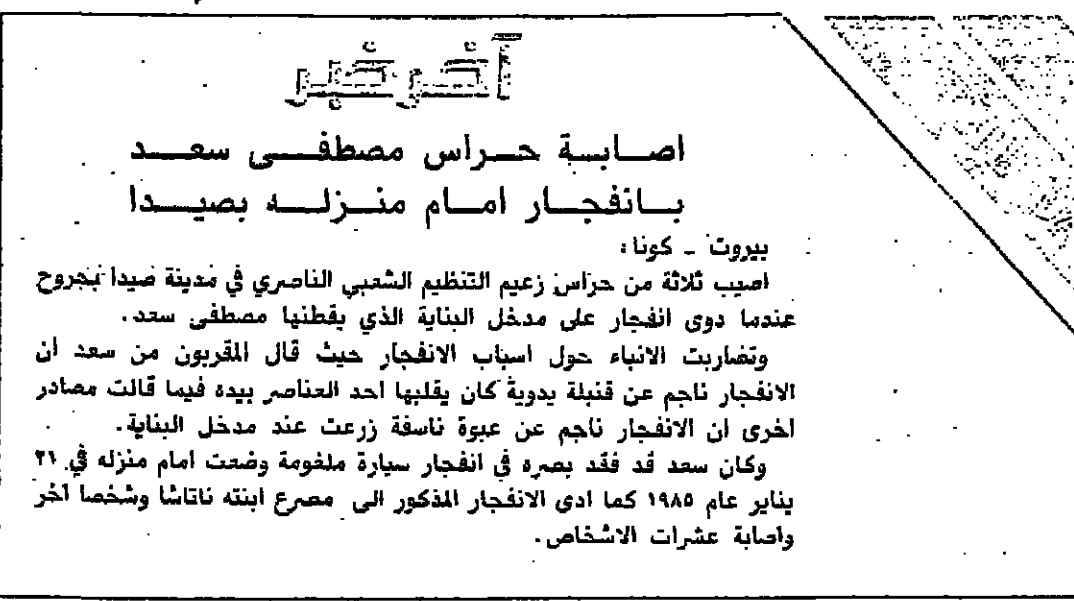 آخر خبر
اصابة حراس مصطفى سعد
بانفجار امام منزله بصيدا
بيروت - كونا:
اصيب ثلاثة من حراس زعيم التنظيم الشعبي الناصري في مدينة صيدا بجروح
عندما دوى انفجار على مدخل البناية الذي يقطنها مصطفى سعد.
وتضاربت الانباء حول اسباب الانفجار حيث قال المقربون من سعد ان
الانفجار ناجم عن قنبلة يدوية كان يقلبها احد العناصر بيده فيما قالت مصادر
اخرى ان الانفجار ناجم عن عبوة ناسفة زرعت عند مدخل البناية.
وكان سعد قد فقد بصره في انفجار سيارة ملغومة وضعت امام منزله في ٢١
يناير عام ١٩٨٥ كما ادى الانفجار المذكور الى مصرع ابنته ناتاشا وشخصا آخر
واصابة عشرات الاشخاص.